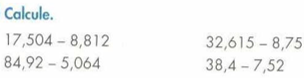 Calcule.
17,504 – 8,812 32,615 – 8,75
84,92 – 5,064 38,4 – 7,52